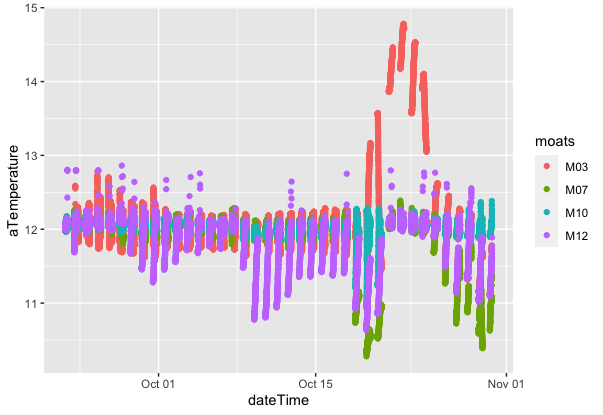 aTemperature
15
14
13
12
11
Oct 01
Oct 15
Nov 01
dateTime
moats
M03
M07
M10
M12